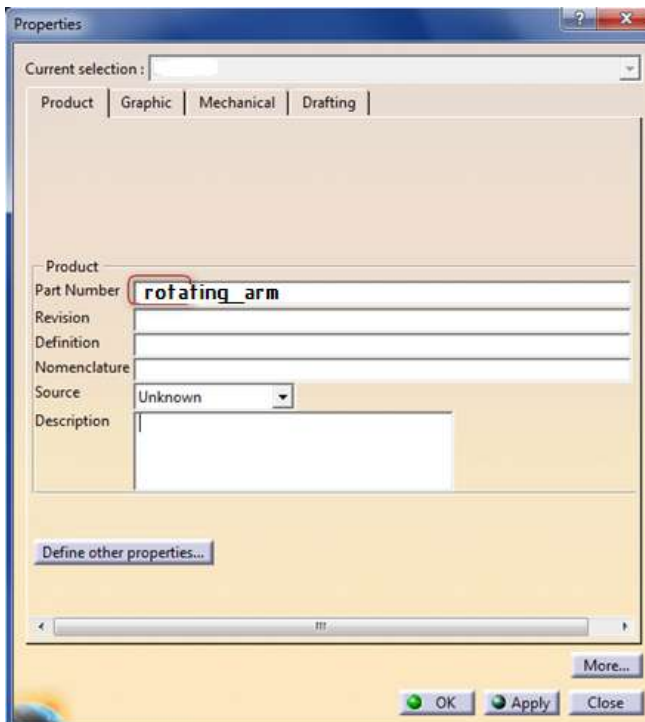 Properties
Current selection :
Product Graphic Mechanical Drafting
Product
Part Number rotating_arm
Revision
Definition
Nomenclature
Source Unknown
Description
Define other properties...
More...
OK Apply Close